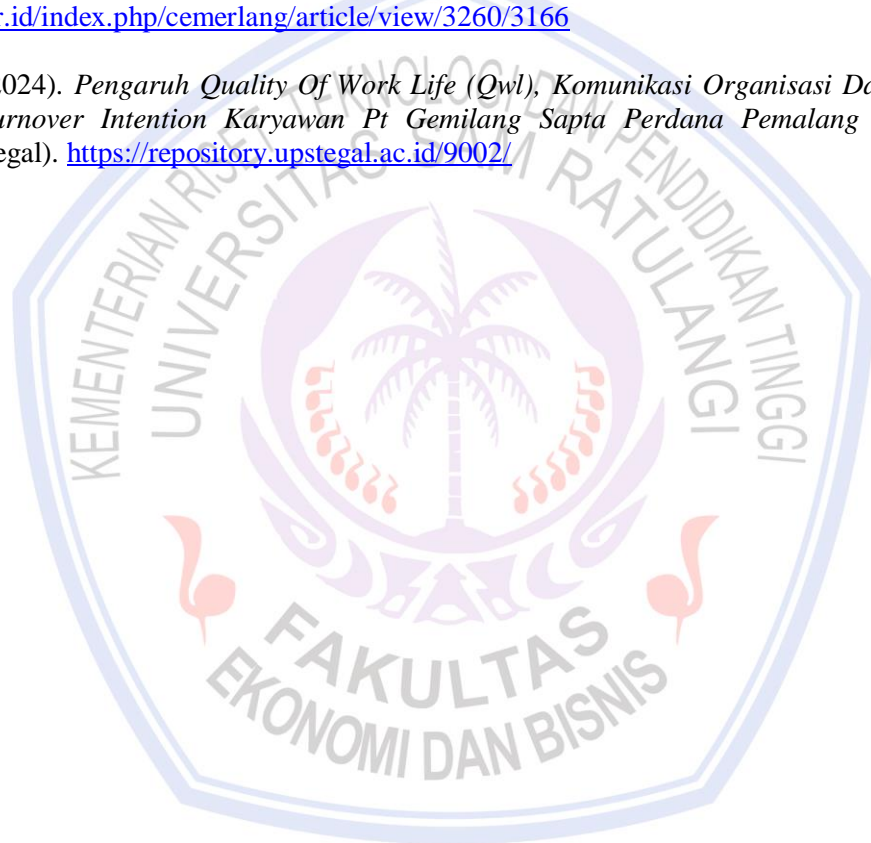 r.id/index.php/cemerlang/article/view/3260/3166
2024). Pengaruh Quality Of Work Life (Qwl), Komunikasi Organisasi Da
urnover Intention Karyawan Pt Gemilang Sapta Perdana Pemalang
egal). https://repository.upstegal.ac.id/9002/
KEMENTERIAN RISET TEKNOLOGI DAN PENDIDIKAN TINGGI
UNIVERSITAS SAM RATULANGI
FAKULTAS
EKONOMI DAN BISNIS